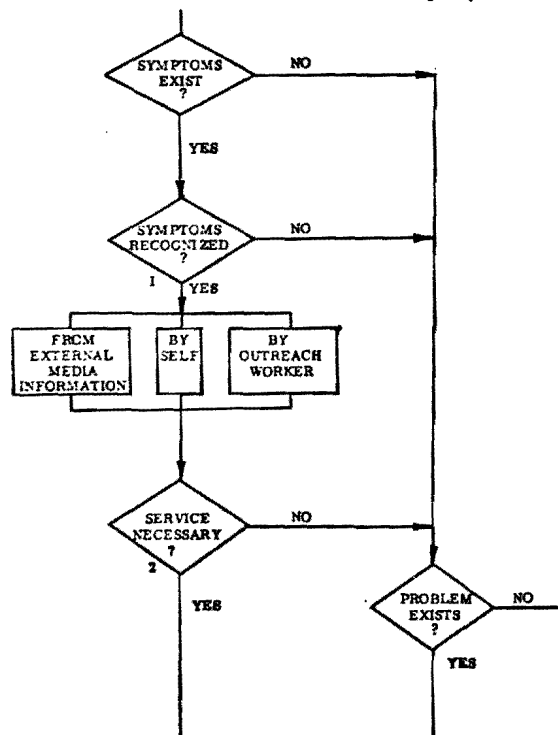 SYMPTOMS
EXIST
?
NO
YES
SYMPTOMS
RECOGNIZED
?
NO
1
YES
FROM
EXTERNAL
MEDIA
INFORMATION
BY
SELF
BY
OUTREACH
WORKER
SERVICE
NECESSARY
?
NO
2
YES
PROBLEM
EXISTS
?
NO
YES